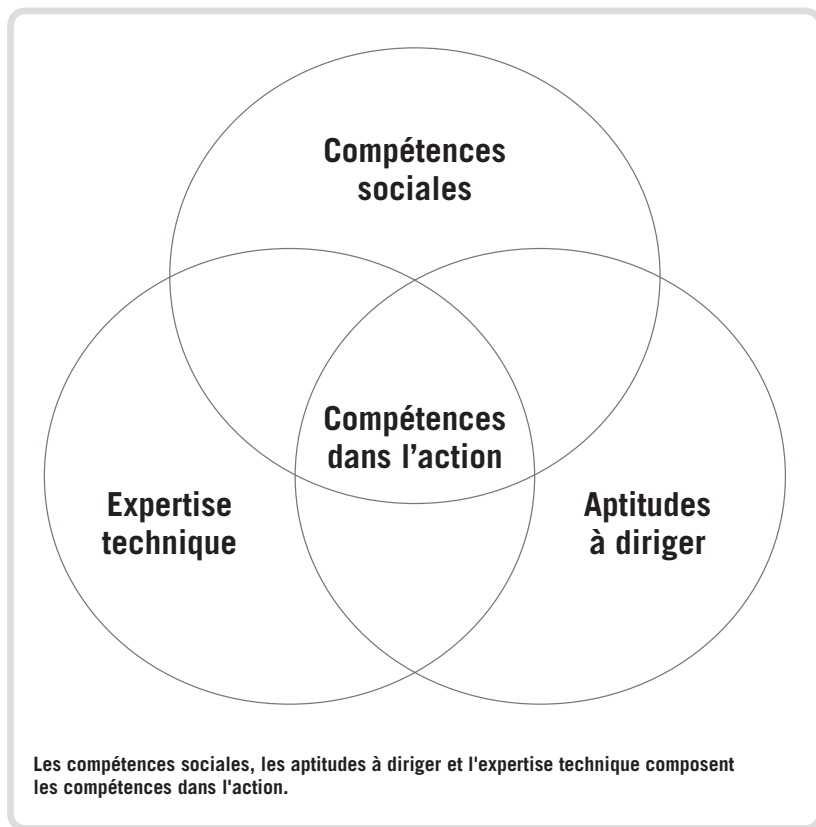 Compétences
sociales
Compétences
dans l’action
Expertise
technique
Aptitudes
à diriger
Les compétences sociales, les aptitudes à diriger et l'expertise technique composent
les compétences dans l'action.